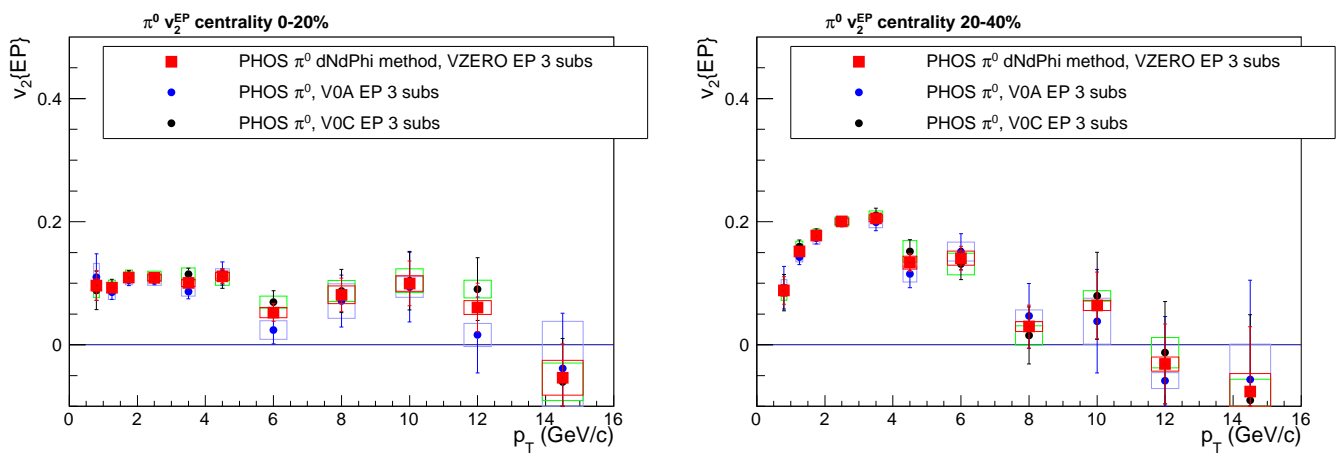 π⁰ v₂^EP centrality 0-20%
v₂{EP}
PHOS π⁰ dNdPhi method, VZERO EP 3 subs
PHOS π⁰, V0A EP 3 subs
PHOS π⁰, V0C EP 3 subs
0.4
0.2
0
0 2 4 6 8 10 12 14 16
p_T (GeV/c)
π⁰ v₂^EP centrality 20-40%
v₂{EP}
PHOS π⁰ dNdPhi method, VZERO EP 3 subs
PHOS π⁰, V0A EP 3 subs
PHOS π⁰, V0C EP 3 subs
0.4
0.2
0
0 2 4 6 8 10 12 14 16
p_T (GeV/c)